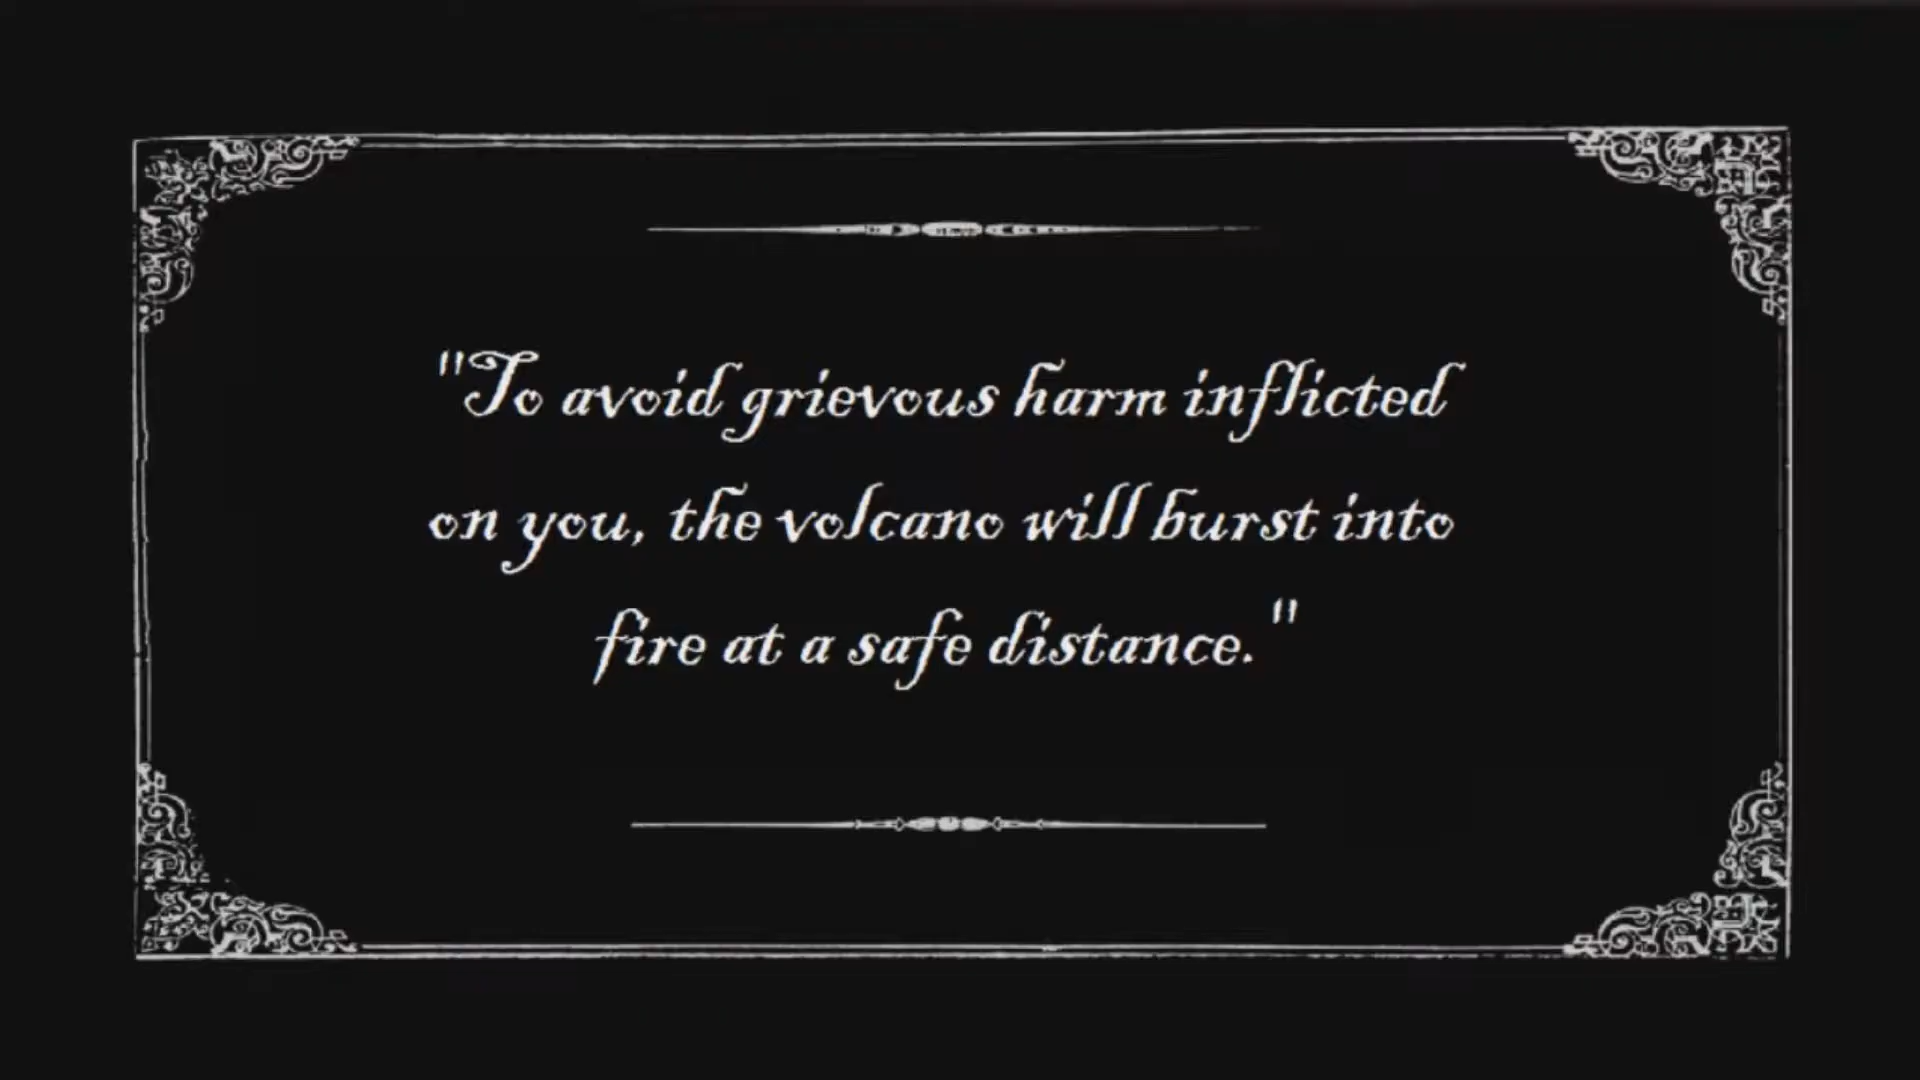 "To avoid grievous harm inflicted
on you, the volcano will burst into
fire at a safe distance."